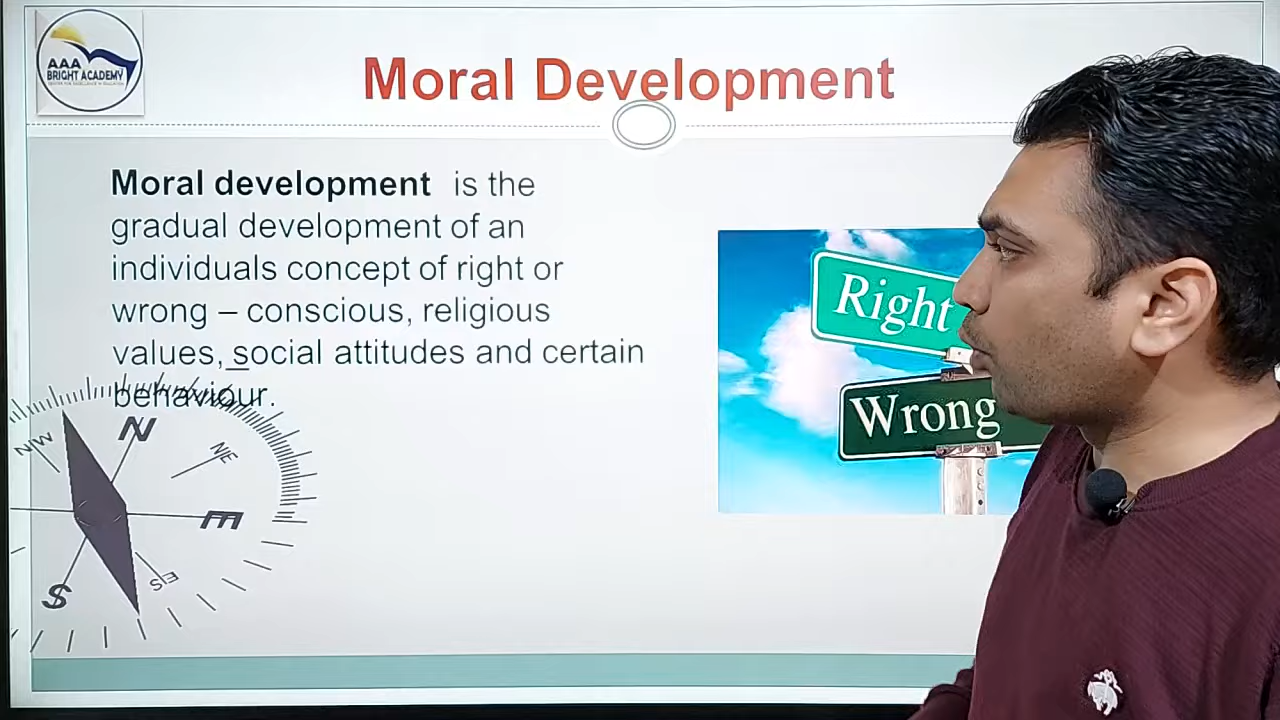 AAA
BRIGHT ACADEMY
Moral Development
Moral development is the
gradual development of an
individuals concept of right or
wrong – conscious, religious
values, social attitudes and certain
behaviour.
Right
Wrong
NW
N
NE
E
SE
S